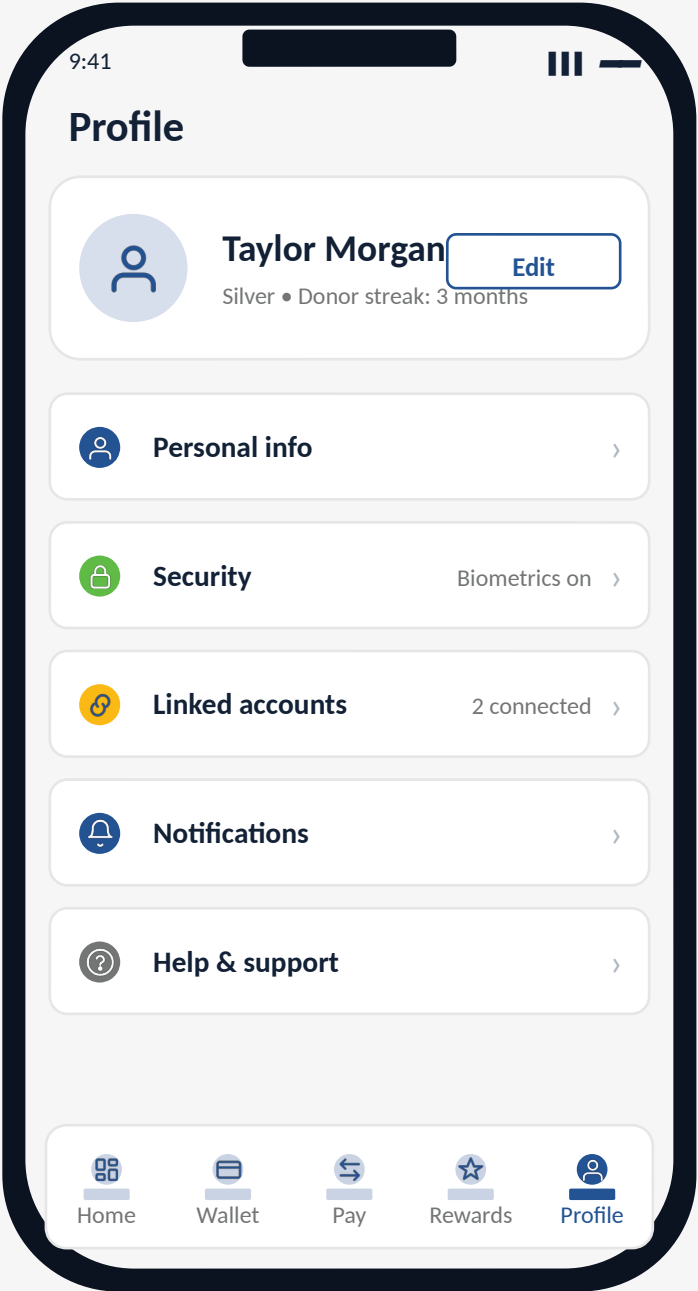 9:41
Profile
Taylor Morgan
Edit
Silver • Donor streak: 3 months
Personal info ›
Security Biometrics on ›
Linked accounts 2 connected ›
Notifications ›
Help & support ›
Home Wallet Pay Rewards Profile